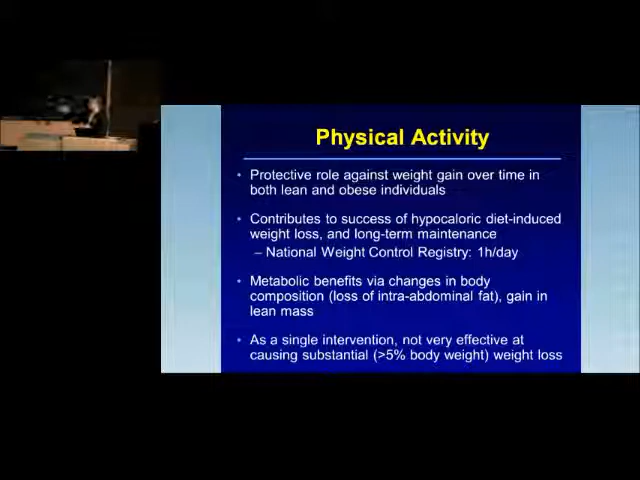 Physical Activity
• Protective role against weight gain over time in
both lean and obese individuals
• Contributes to success of hypocaloric diet-induced
weight loss, and long-term maintenance
– National Weight Control Registry: 1h/day
• Metabolic benefits via changes in body
composition (loss of intra-abdominal fat), gain in
lean mass
• As a single intervention, not very effective at
causing substantial (>5% body weight) weight loss